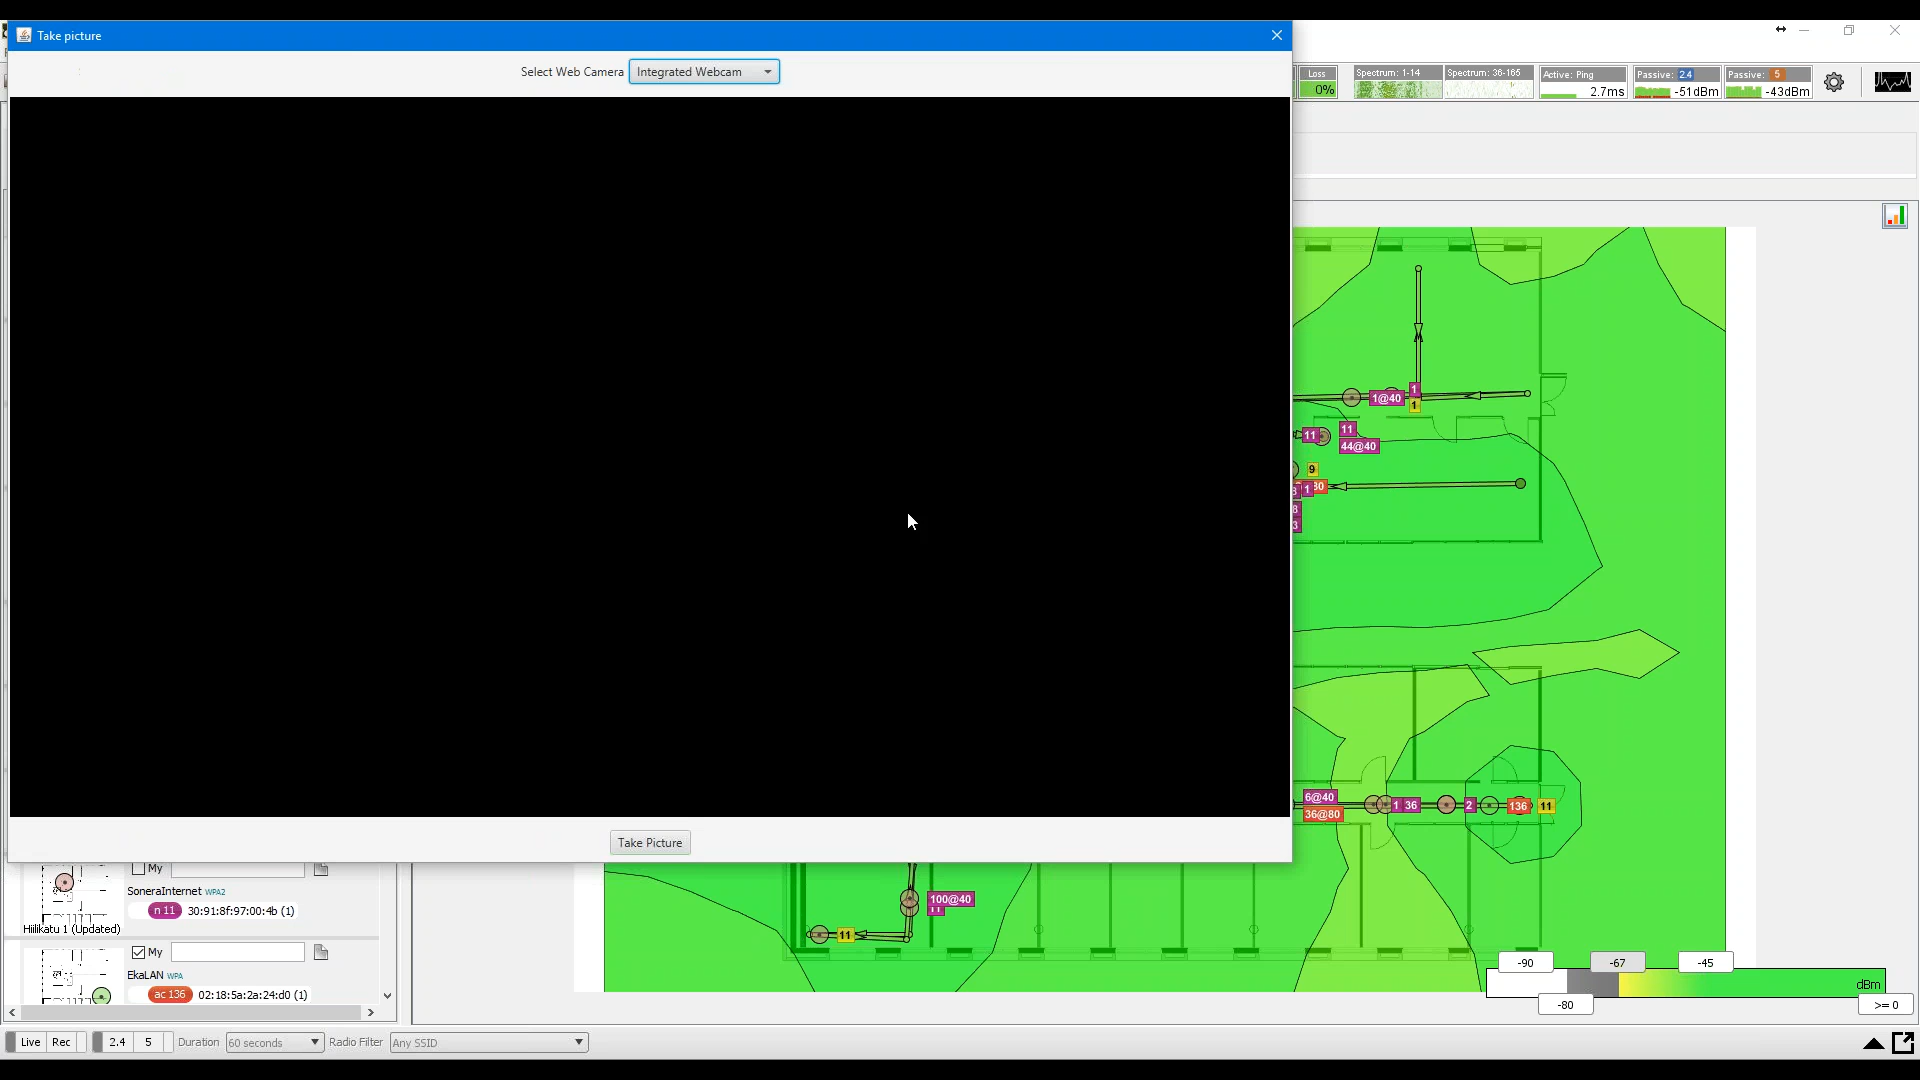 Take picture
Select Web Camera Integrated Webcam
Loss
0%
Spectrum: 1-14
Spectrum: 36-165
Active: Ping
2.7ms
Passive: 2.4
-51dBm
Passive: 5
-43dBm
1
1@40
1
11
11
44@40
9
1
6@40
36@80
1 36
2
136
11
Take Picture
My
SoneraInternet WPA2
n 11 30:91:8f:97:00:4b (1)
Hiilikatu 1 (Updated)
100@40
11
My
EkaLAN WPA
ac 136 02:18:5a:2a:24:d0 (1)
-90
-67
-45
dBm
-80
>= 0
Live Rec 2.4 5 Duration 60 seconds Radio Filter Any SSID